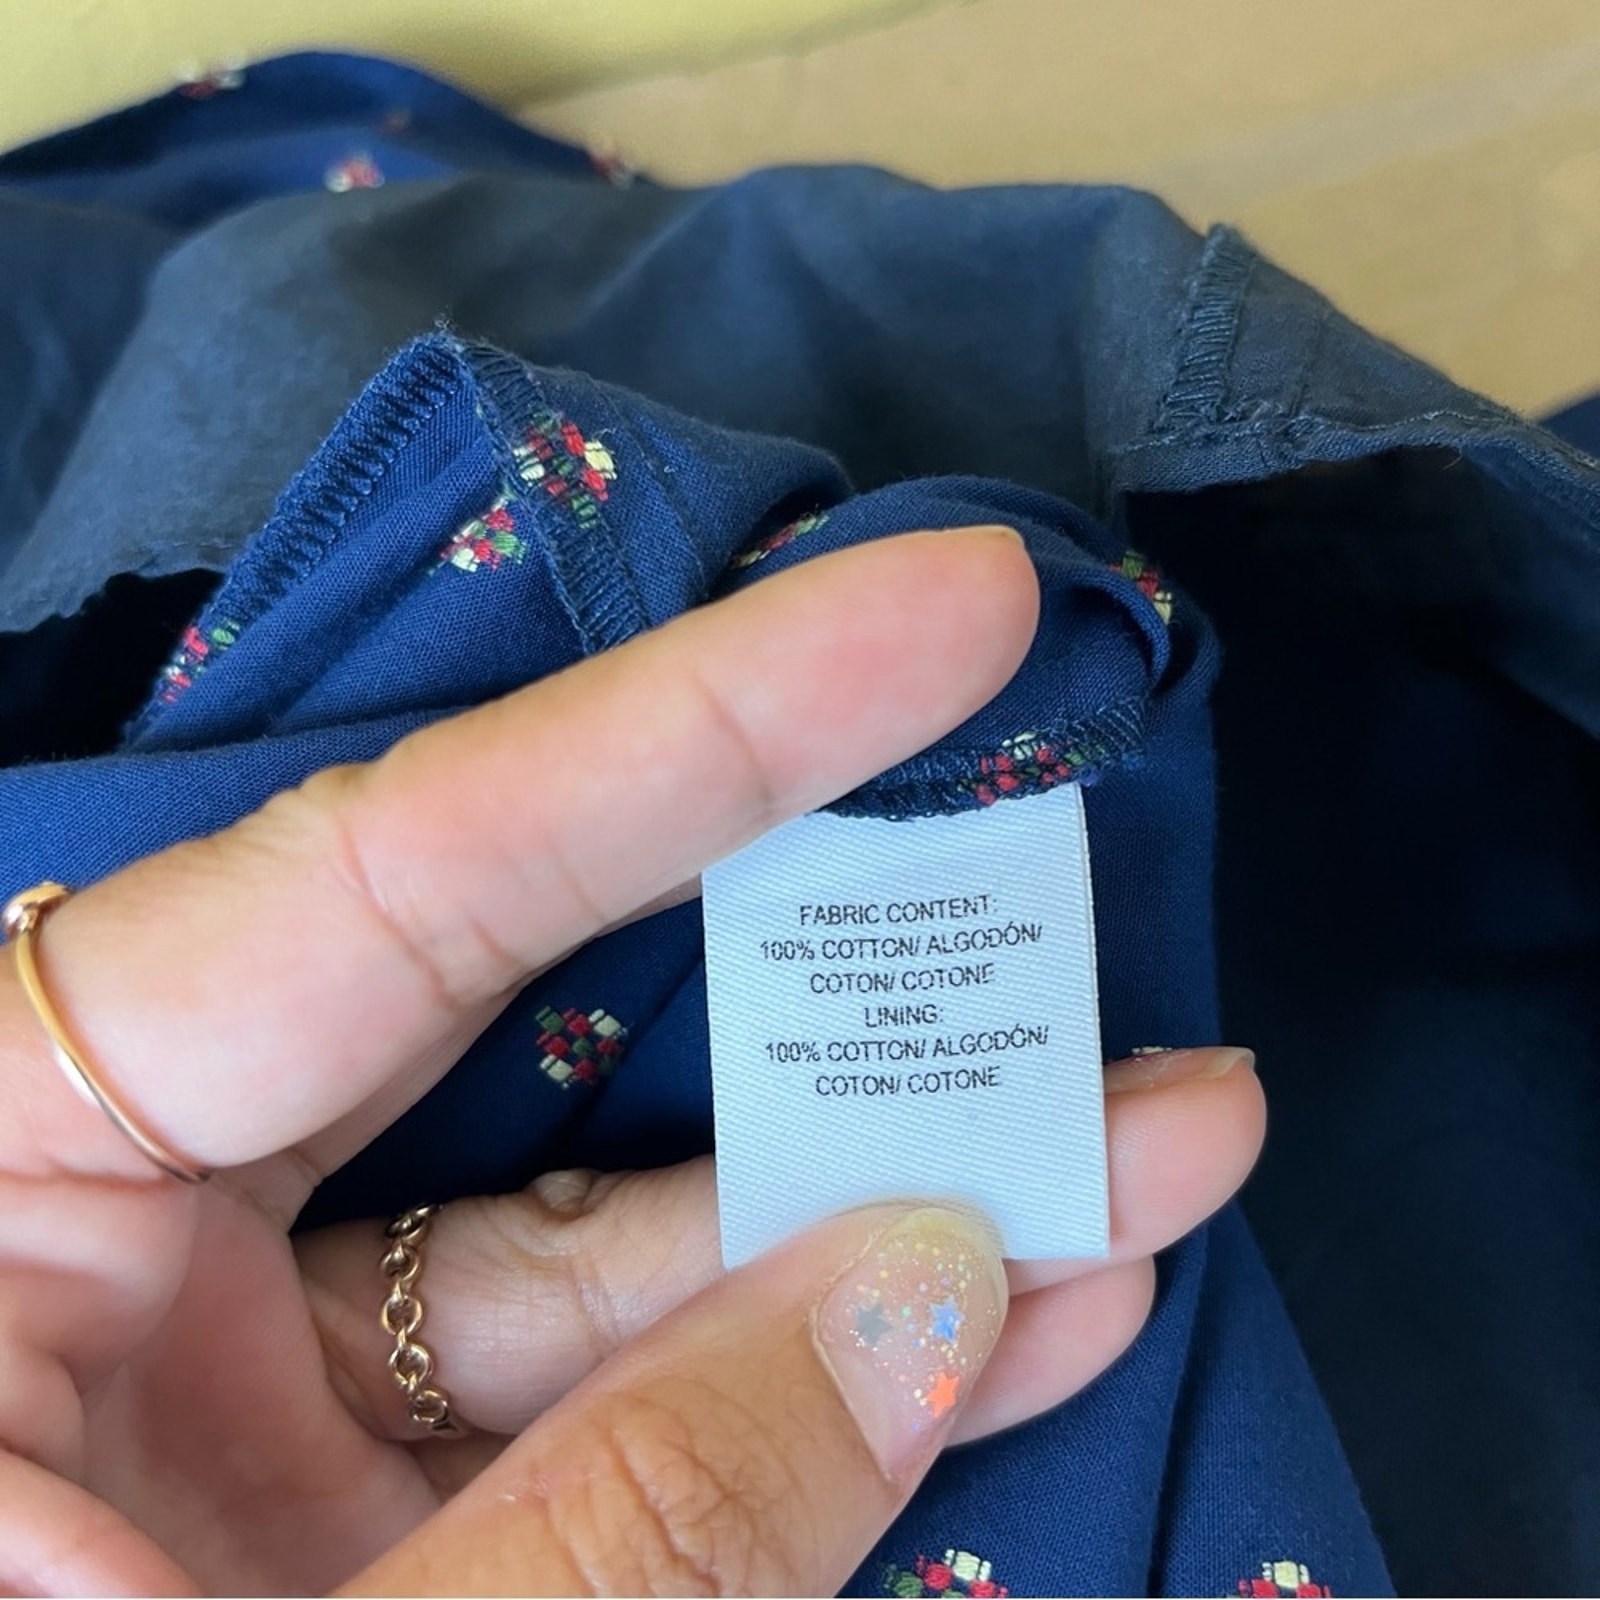 FABRIC CONTENT:
100% COTTON/ ALGODÓN/
COTON/ COTONE
LINING:
100% COTTON/ ALGODÓN/
COTON/ COTONE